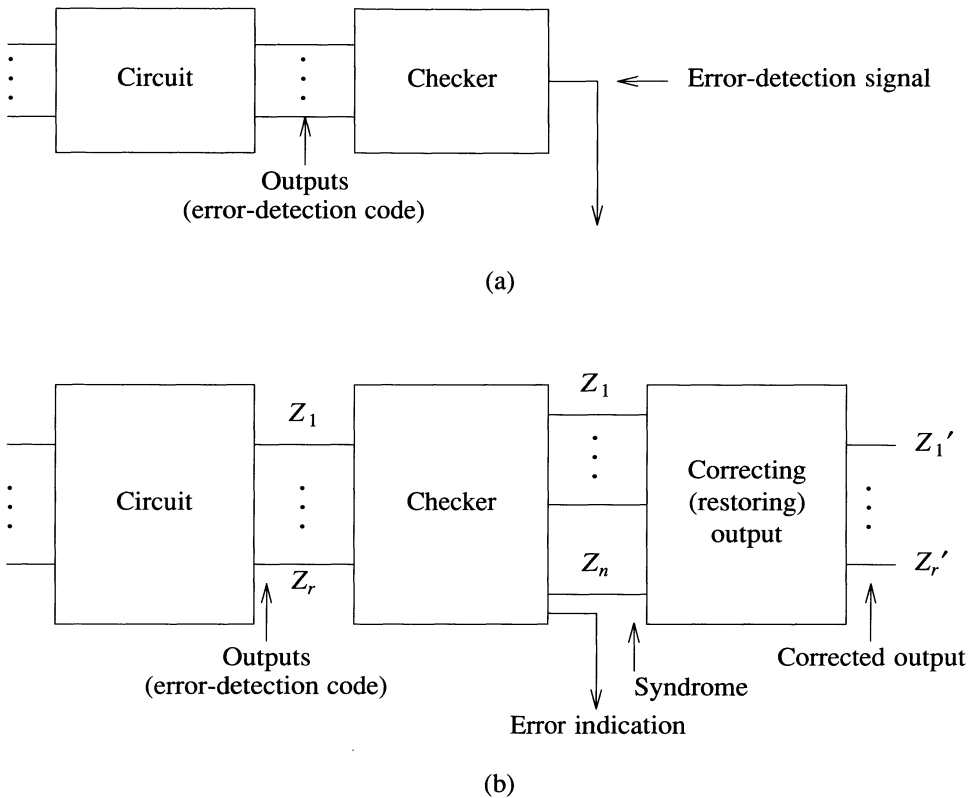 Circuit
Checker
Error-detection signal
Outputs
(error-detection code)
(a)
Z1
Z1
Circuit
Checker
Correcting
(restoring)
output
Z1′
Zr
Zn
Zr′
Outputs
(error-detection code)
Syndrome
Corrected output
Error indication
(b)